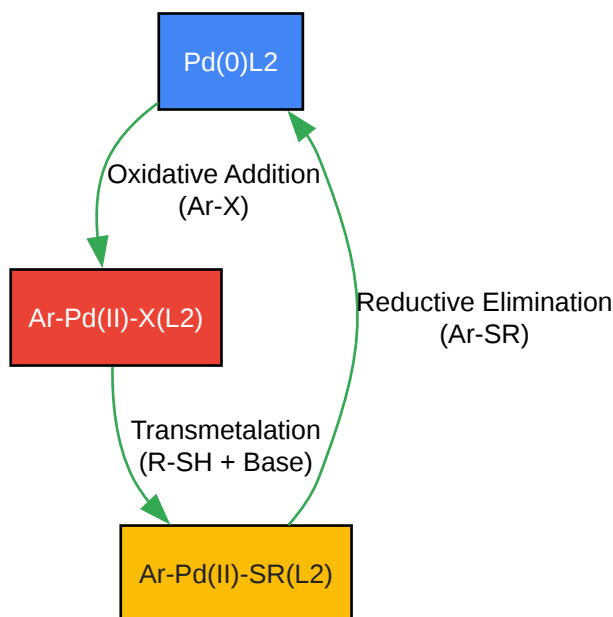 Pd(0)L2
Oxidative Addition
(Ar-X)
Ar-Pd(II)-X(L2)
Reductive Elimination
(Ar-SR)
Transmetalation
(R-SH + Base)
Ar-Pd(II)-SR(L2)